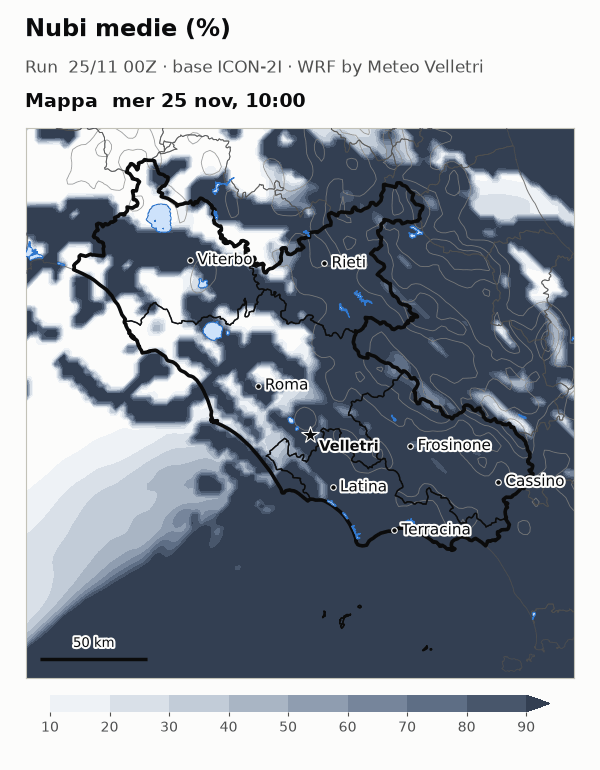 Nubi medie (%)
Run  25/11 00Z · base ICON-2I · WRF by Meteo Velletri
Mappa  mer 25 nov, 10:00
Viterbo
Rieti
Roma
Velletri
Frosinone
Latina
Cassino
Terracina
50 km
10 20 30 40 50 60 70 80 90